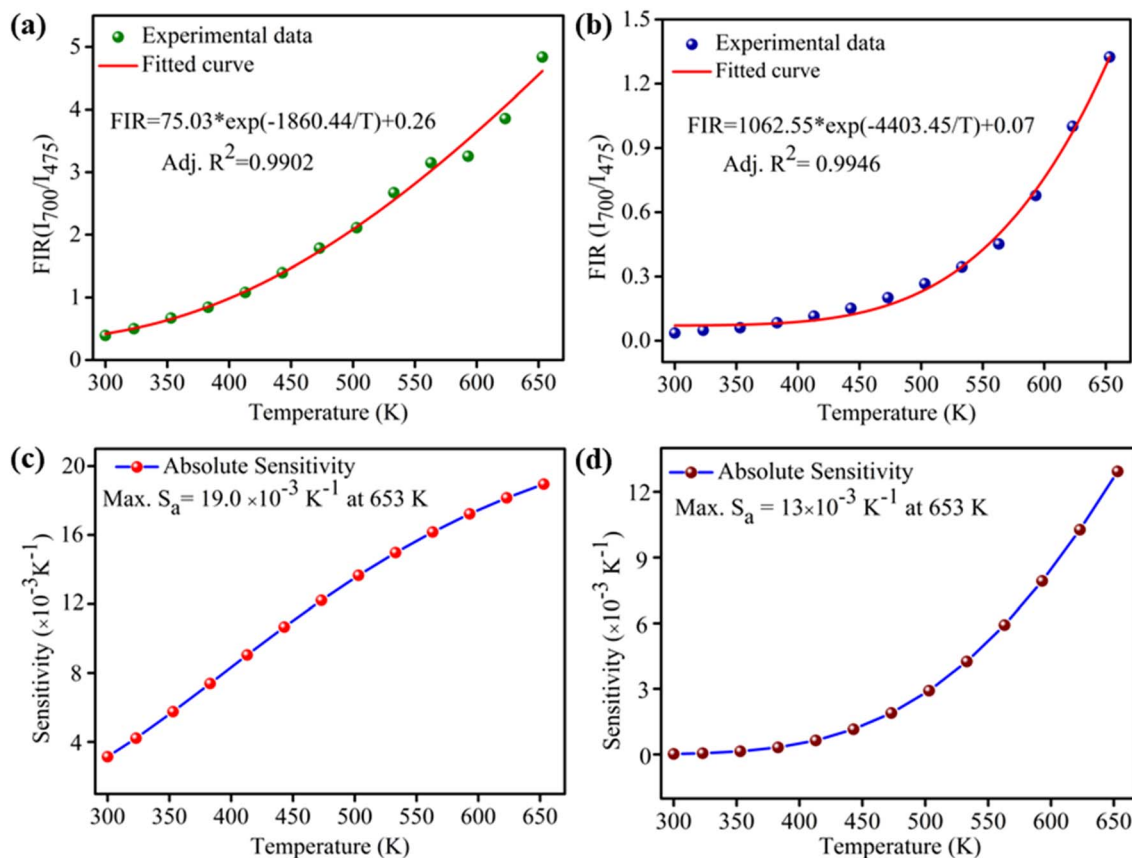 (a)
Experimental data
Fitted curve
FIR=75.03*exp(-1860.44/T)+0.26
Adj. R²=0.9902
FIR(I₇₀₀/I₄₇₅)
5
4
3
2
1
0
300 350 400 450 500 550 600 650
Temperature (K)
(b)
Experimental data
Fitted curve
FIR=1062.55*exp(-4403.45/T)+0.07
Adj. R²= 0.9946
FIR (I₇₀₀/I₄₇₅)
1.5
1.2
0.9
0.6
0.3
0.0
300 350 400 450 500 550 600 650
Temperature (K)
(c)
Absolute Sensitivity
Max. Sₐ = 19.0 ×10⁻³ K⁻¹ at 653 K
Sensitivity (×10⁻³K⁻¹)
20
16
12
8
4
300 350 400 450 500 550 600 650
Temperature (K)
(d)
Absolute Sensitivity
Max. Sₐ = 13×10⁻³ K⁻¹ at 653 K
Sensitivity (×10⁻³ K⁻¹)
12
9
6
3
0
300 350 400 450 500 550 600 650
Temperature (K)